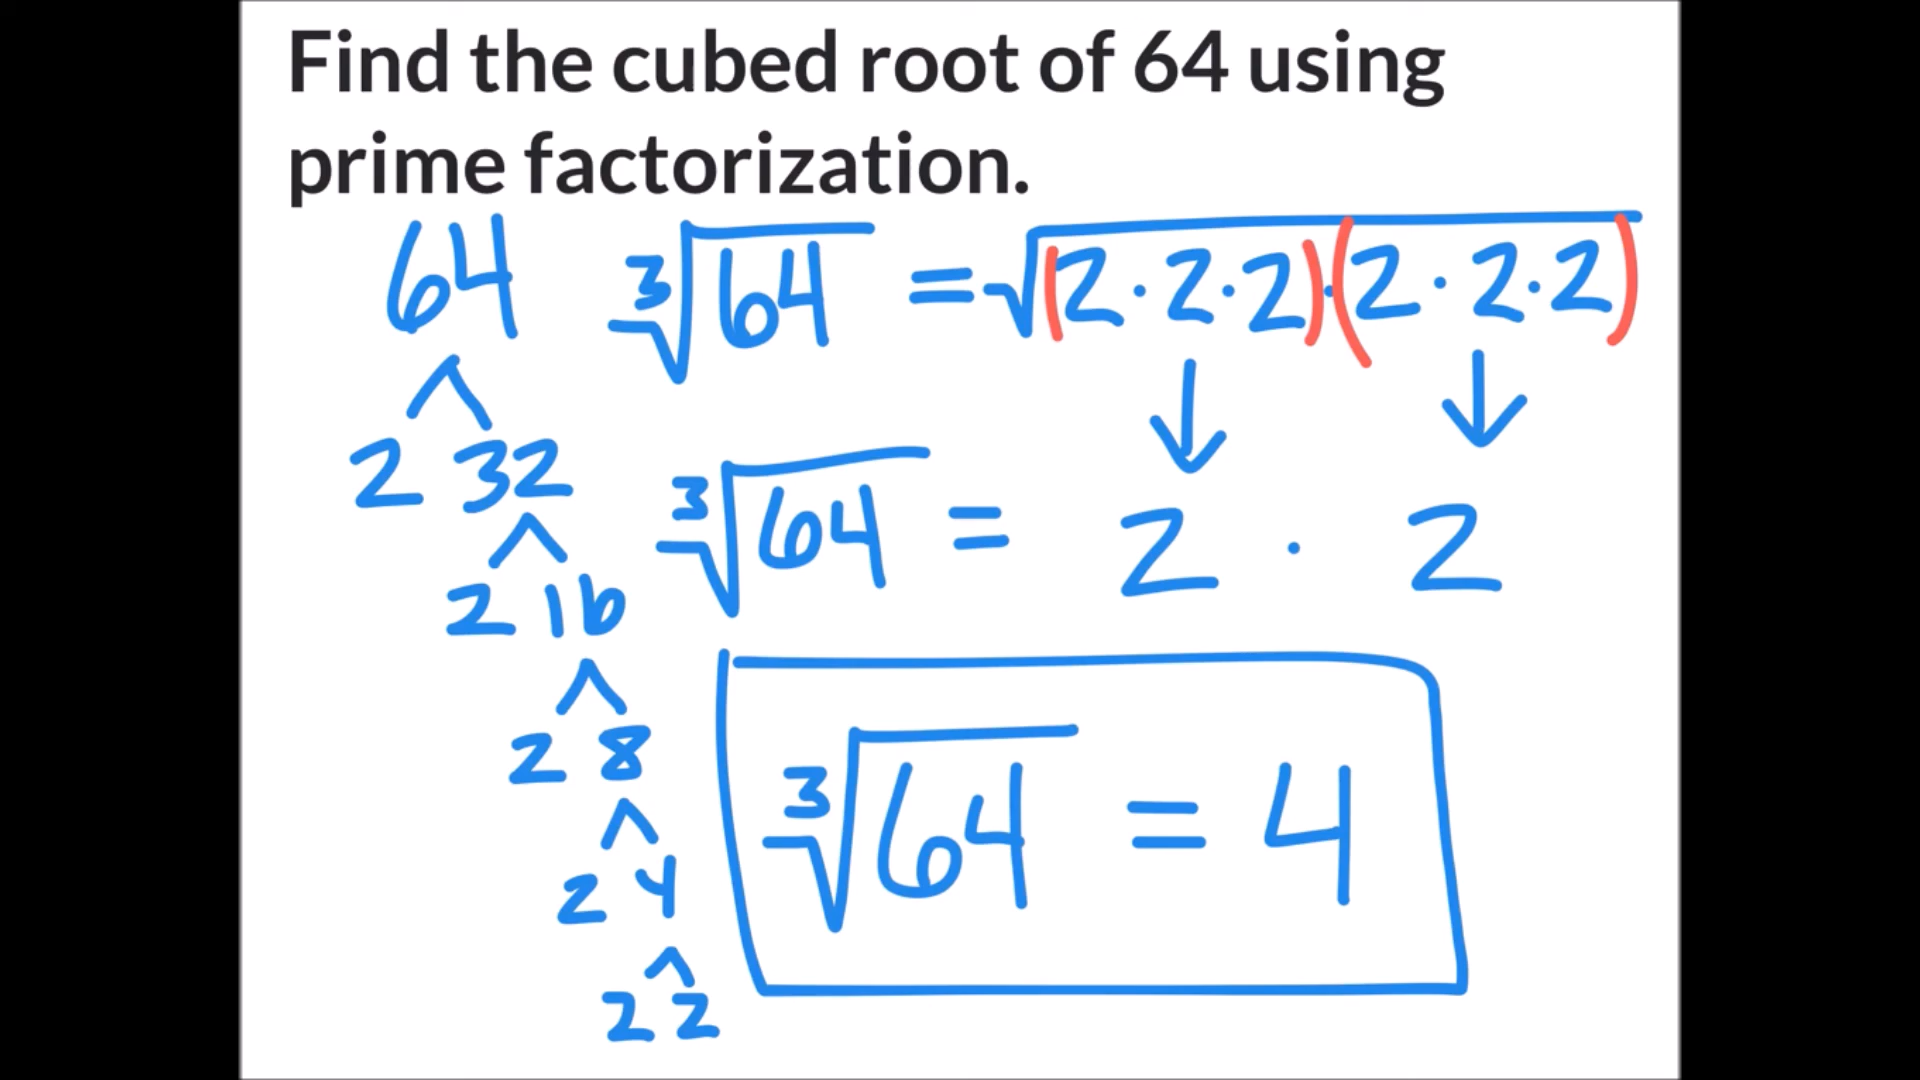 Find the cubed root of 64 using
prime factorization.
64
∛64 = √(2·2·2)·(2·2·2)
2 32
∛64 = 2 · 2
2 16
2 8
∛64 = 4
2 4
2 2